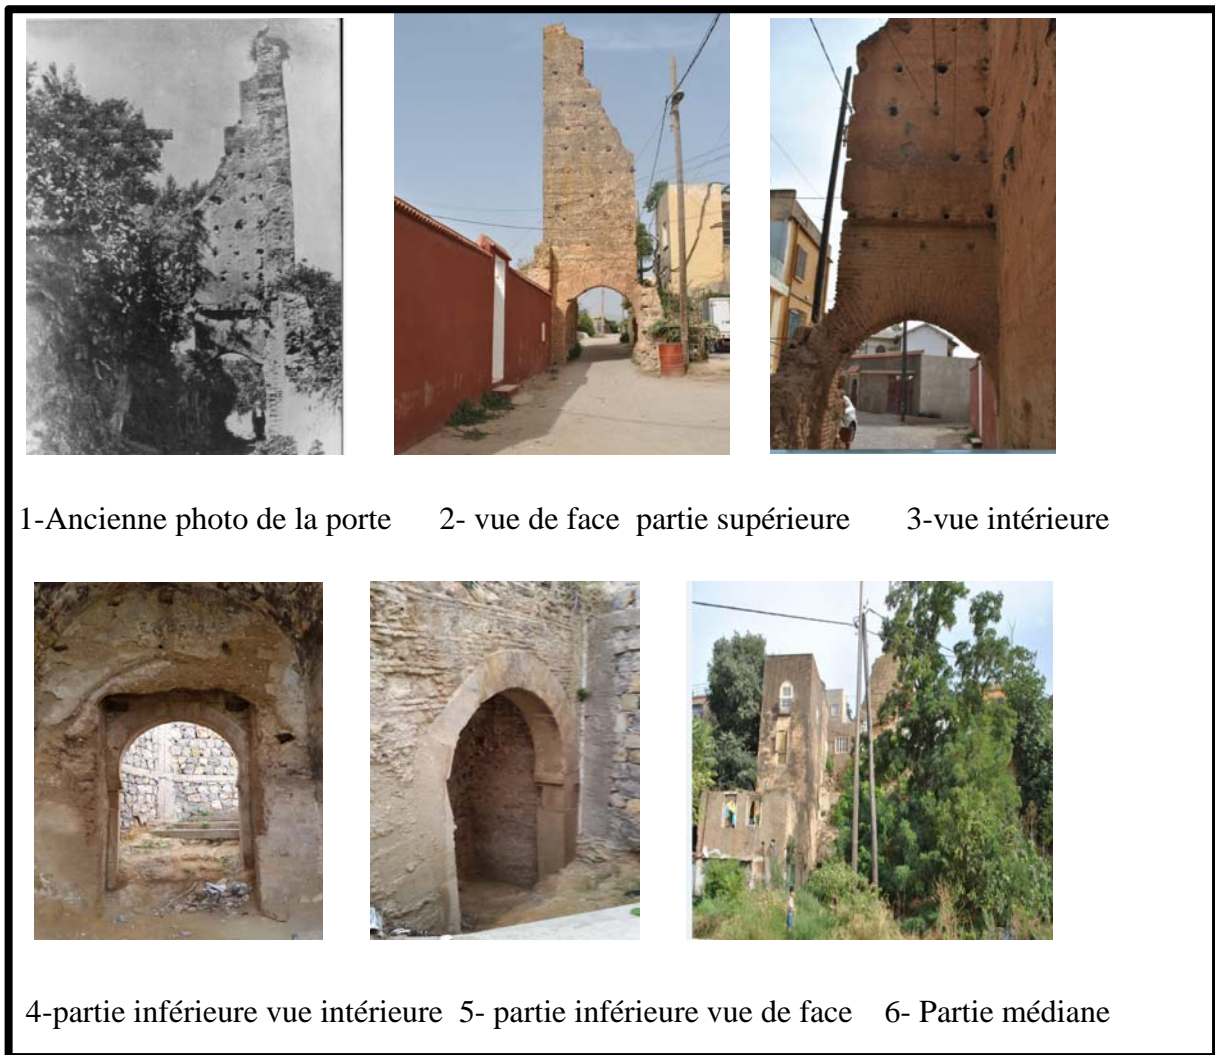 1-Ancienne photo de la porte 2- vue de face partie supérieure 3-vue intérieure
4-partie inférieure vue intérieure 5- partie inférieure vue de face 6- Partie médiane